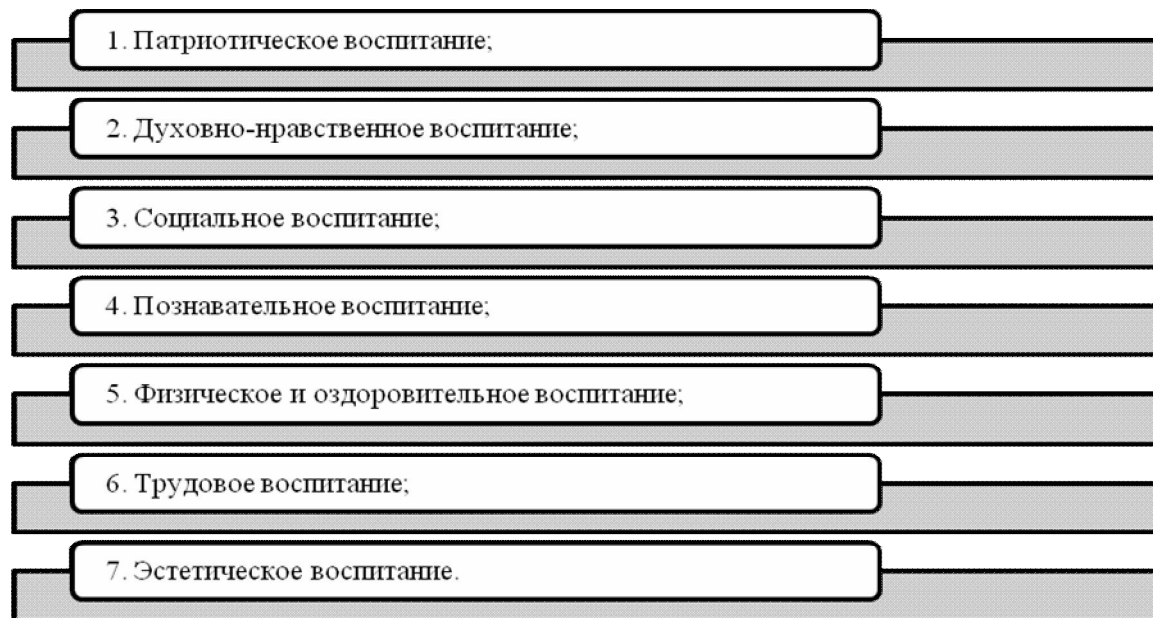 1. Патриотическое воспитание;
2. Духовно-нравственное воспитание;
3. Социальное воспитание;
4. Познавательное воспитание;
5. Физическое и оздоровительное воспитание;
6. Трудовое воспитание;
7. Эстетическое воспитание.